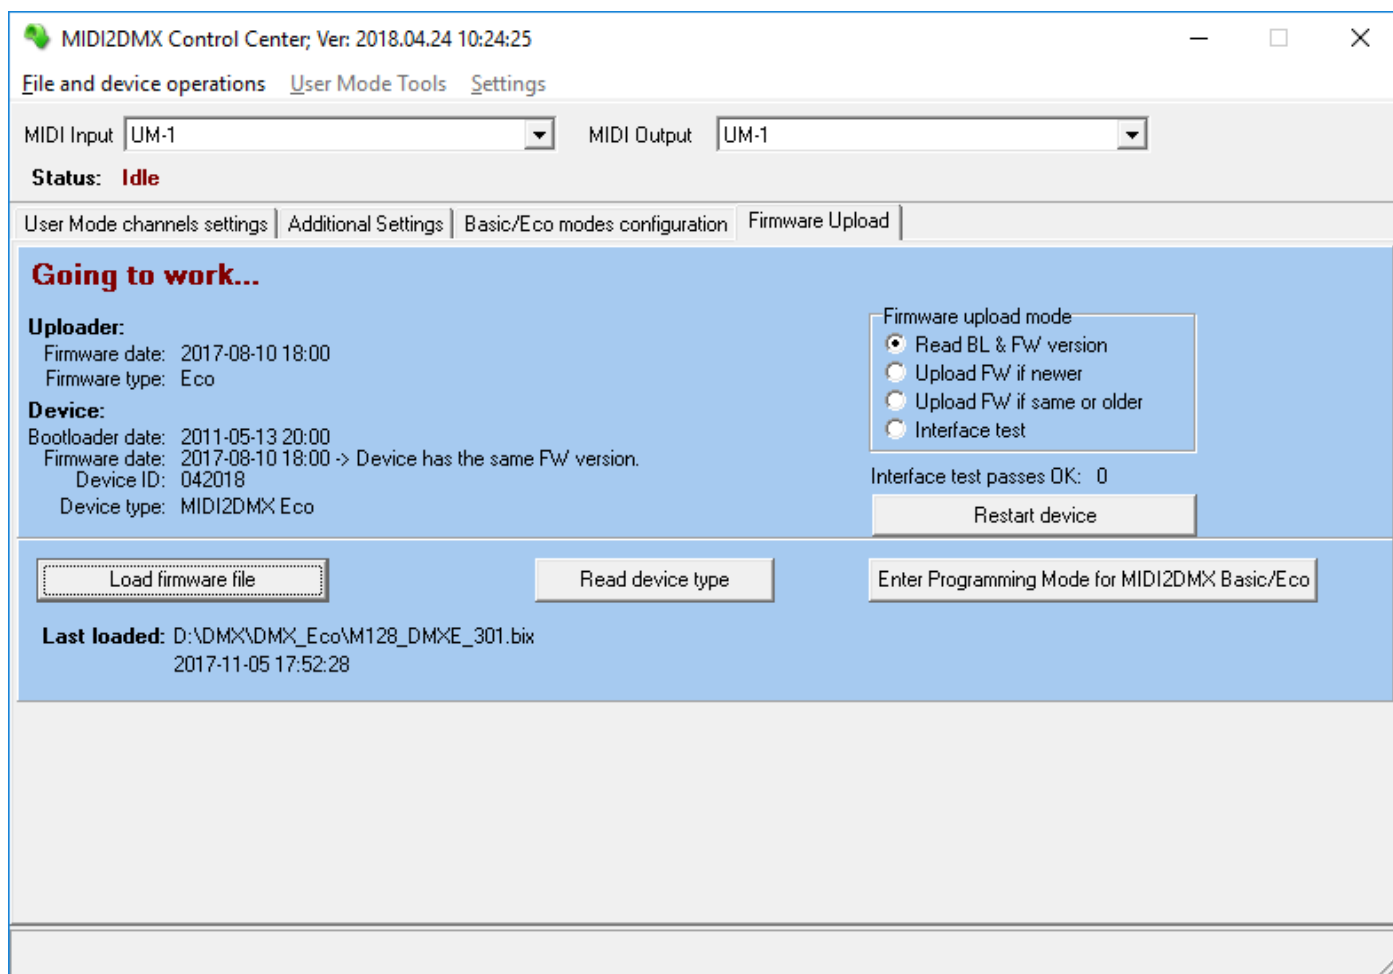 MIDI2DMX Control Center; Ver: 2018.04.24 10:24:25
File and device operations User Mode Tools Settings
MIDI Input UM-1 MIDI Output UM-1
Status: Idle
User Mode channels settings Additional Settings Basic/Eco modes configuration Firmware Upload
Going to work...
Uploader:
Firmware date: 2017-08-10 18:00
Firmware type: Eco
Device:
Bootloader date: 2011-05-13 20:00
Firmware date: 2017-08-10 18:00 -> Device has the same FW version.
Device ID: 042018
Device type: MIDI2DMX Eco
Firmware upload mode
Read BL & FW version
Upload FW if newer
Upload FW if same or older
Interface test
Interface test passes OK: 0
Restart device
Load firmware file Read device type Enter Programming Mode for MIDI2DMX Basic/Eco
Last loaded: D:\DMX\DMX_Eco\M128_DMXE_301.bix
2017-11-05 17:52:28